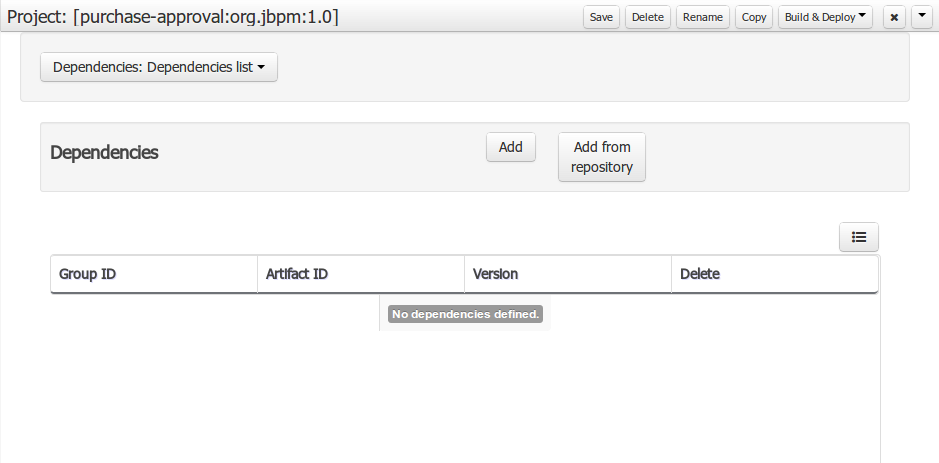 Project: [purchase-approval:org.jbpm:1.0] Save Delete Rename Copy Build & Deploy
Dependencies: Dependencies list
Dependencies Add Add from
repository
Group ID Artifact ID Version Delete
No dependencies defined.